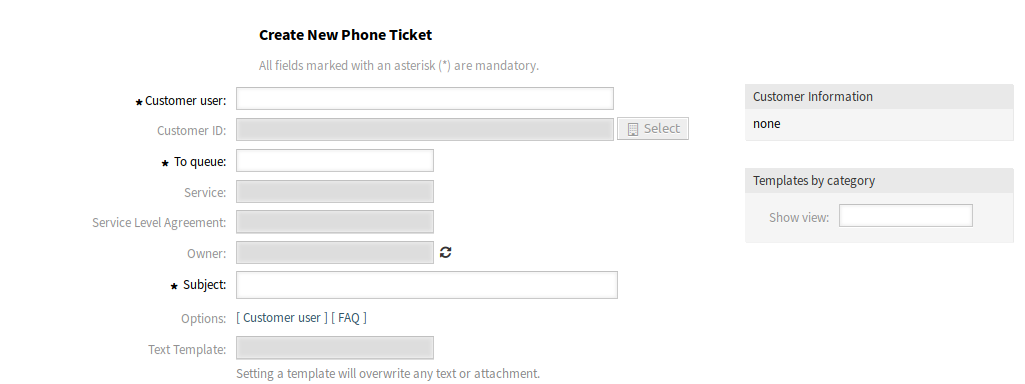 Create New Phone Ticket
All fields marked with an asterisk (*) are mandatory.
★ Customer user:
Customer ID:
Select
★ To queue:
Service:
Service Level Agreement:
Owner:
★ Subject:
Options: [ Customer user ] [ FAQ ]
Text Template:
Setting a template will overwrite any text or attachment.
Customer Information
none
Templates by category
Show view: